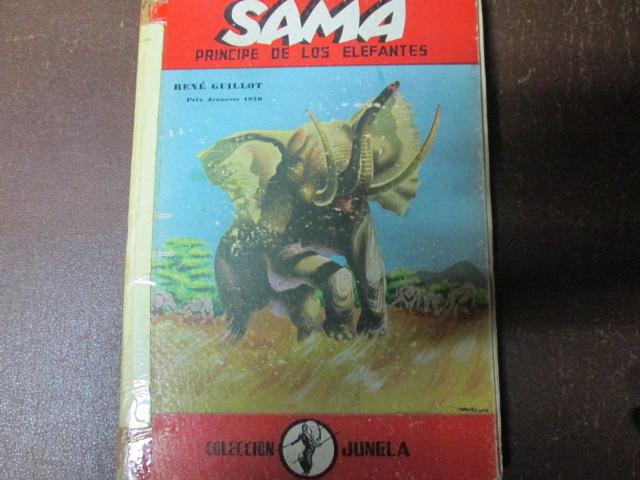 SAMA
PRINCIPE DE LOS ELEFANTES
RENÉ GUILLOT
Prix Jeunesse 1950
COLECCION JUNGLA